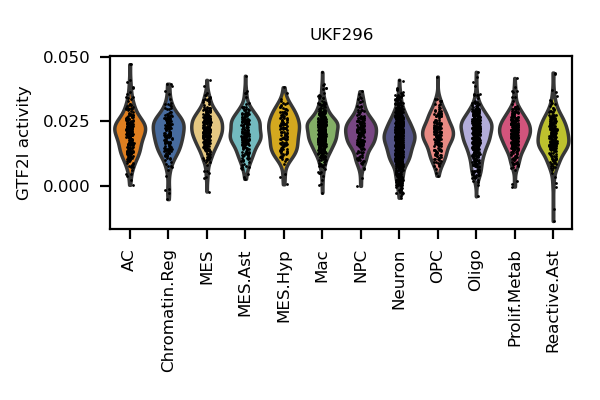 UKF296
GTF2I activity
0.050
0.025
0.000
AC
Chromatin.Reg
MES
MES.Ast
MES.Hyp
Mac
NPC
Neuron
OPC
Oligo
Prolif.Metab
Reactive.Ast